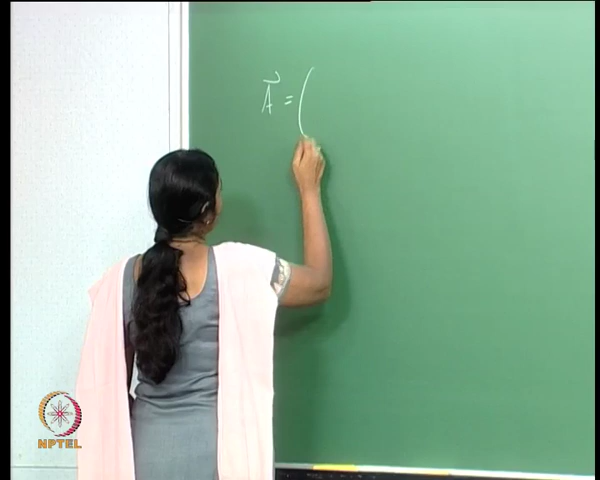 A⃗ = (
NPTEL